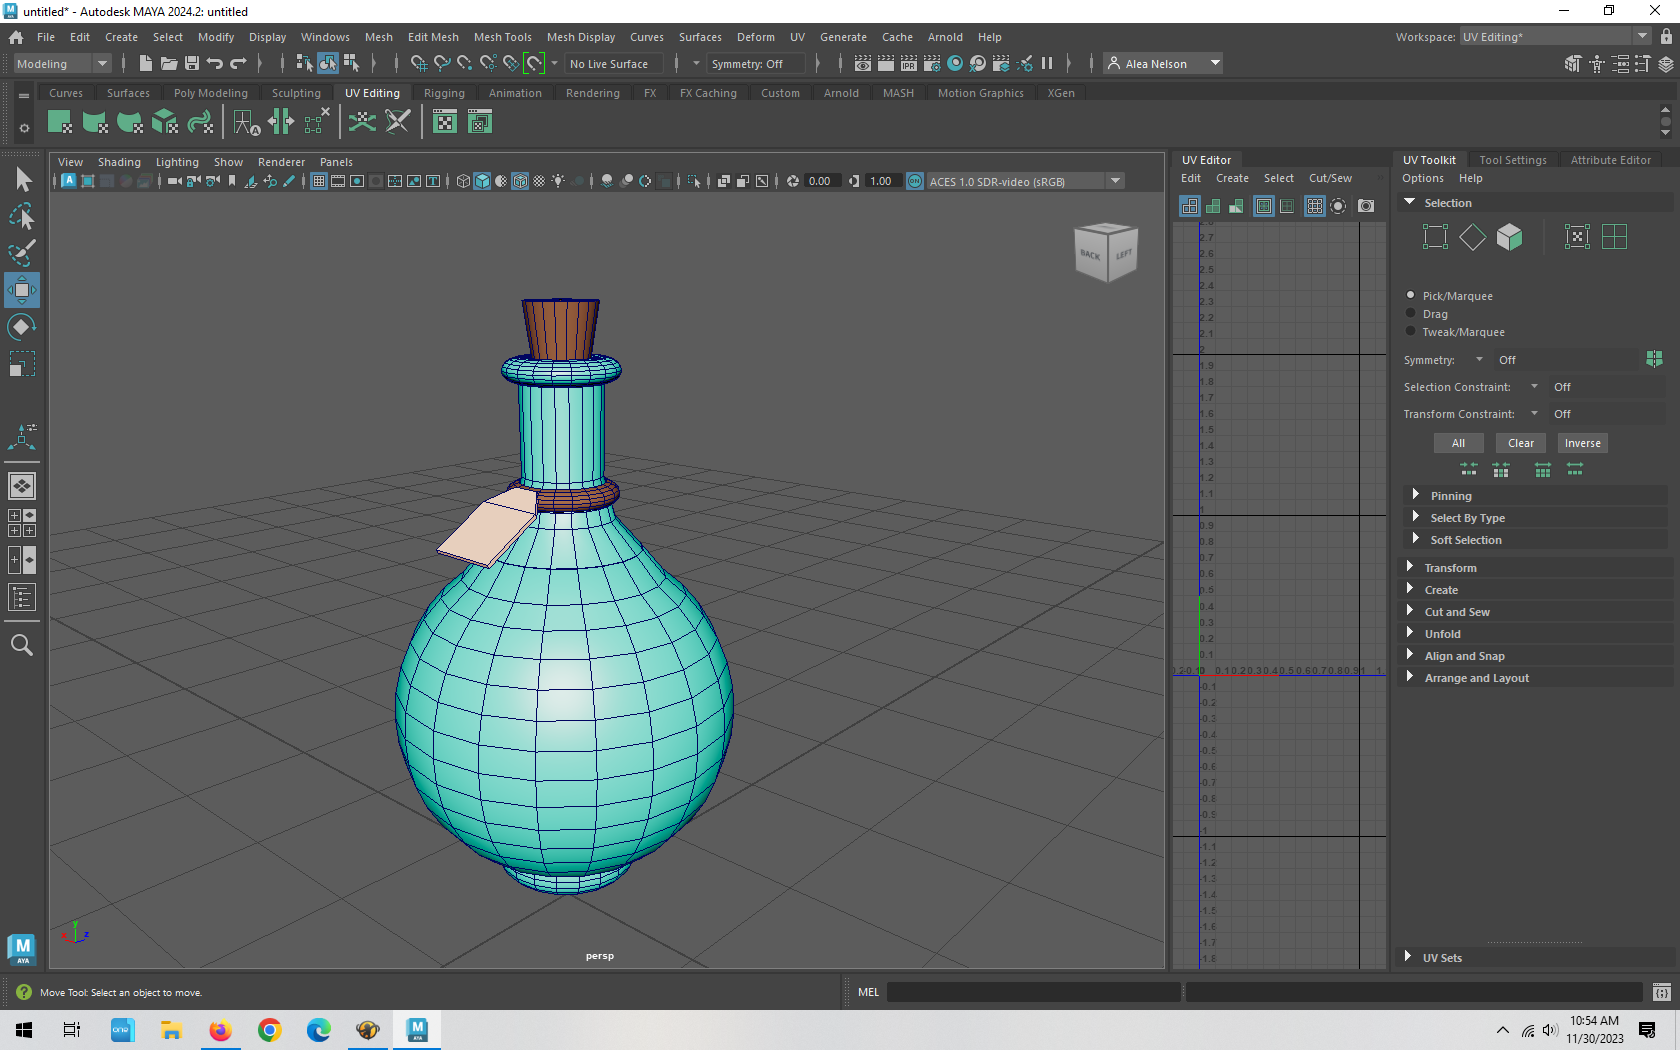 untitled* - Autodesk MAYA 2024.2: untitled
File Edit Create Select Modify Display Windows Mesh Edit Mesh Mesh Tools Mesh Display Curves Surfaces Deform UV Generate Cache Arnold Help
Workspace: UV Editing*
Modeling
No Live Surface
Symmetry: Off
Alea Nelson
Curves Surfaces Poly Modeling Sculpting UV Editing Rigging Animation Rendering FX FX Caching Custom Arnold MASH Motion Graphics XGen
View Shading Lighting Show Renderer Panels
0.00
1.00
ACES 1.0 SDR-video (sRGB)
BACK LEFT
persp
y
z
UV Editor
Edit Create Select Cut/Sew
2.7
2.6
2.5
2.4
2.3
2.2
2.1
2
1.9
1.8
1.7
1.6
1.5
1.4
1.3
1.2
1.1
1
0.9
0.8
0.7
0.6
0.5
0.4
0.3
0.2
0.1
0.1 0.2 0.3 0.4 0.5 0.6 0.7 0.8 0.9 1
-0.1
-0.2
-0.3
-0.4
-0.5
-0.6
-0.7
-0.8
-0.9
-1
-1.1
-1.2
-1.3
-1.4
-1.5
-1.6
-1.7
-1.8
UV Toolkit Tool Settings Attribute Editor
Options Help
Selection
Pick/Marquee
Drag
Tweak/Marquee
Symmetry: Off
Selection Constraint: Off
Transform Constraint: Off
All Clear Inverse
Pinning
Select By Type
Soft Selection
Transform
Create
Cut and Sew
Unfold
Align and Snap
Arrange and Layout
UV Sets
M
AYA
Move Tool: Select an object to move.
MEL
10:54 AM
11/30/2023